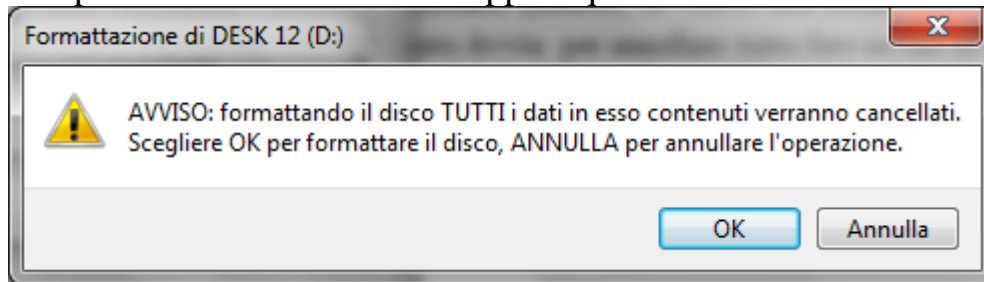 Formattazione di DESK 12 (D:)
AVVISO: formattando il disco TUTTI i dati in esso contenuti verranno cancellati.
Scegliere OK per formattare il disco, ANNULLA per annullare l'operazione.
OK Annulla